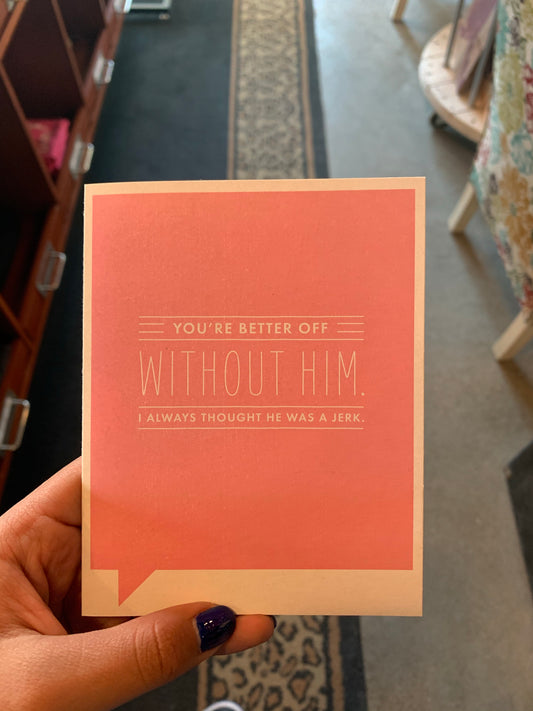 YOU'RE BETTER OFF
WITHOUT HIM.
I ALWAYS THOUGHT HE WAS A JERK.